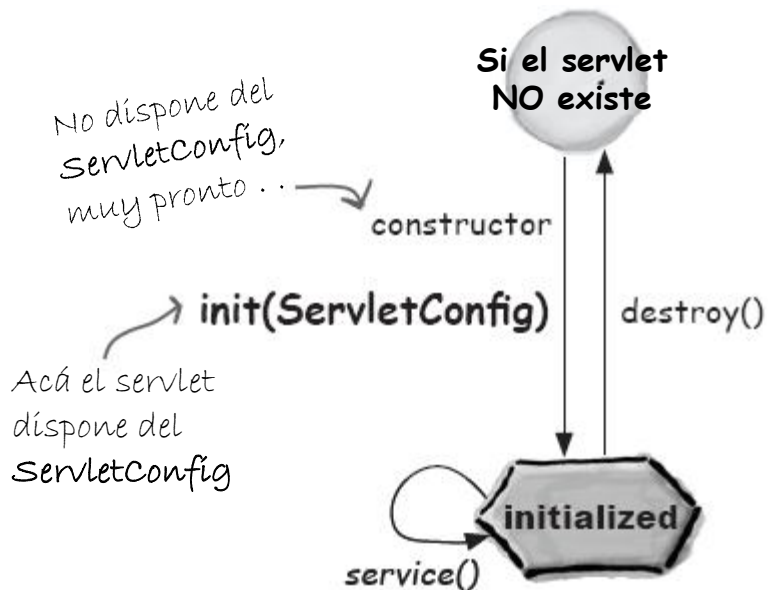 Si el servlet
NO existe
No dispone del
ServletConfig,
muy pronto . .
constructor
init(ServletConfig)
destroy()
Acá el servlet
dispone del
ServletConfig
initialized
service()